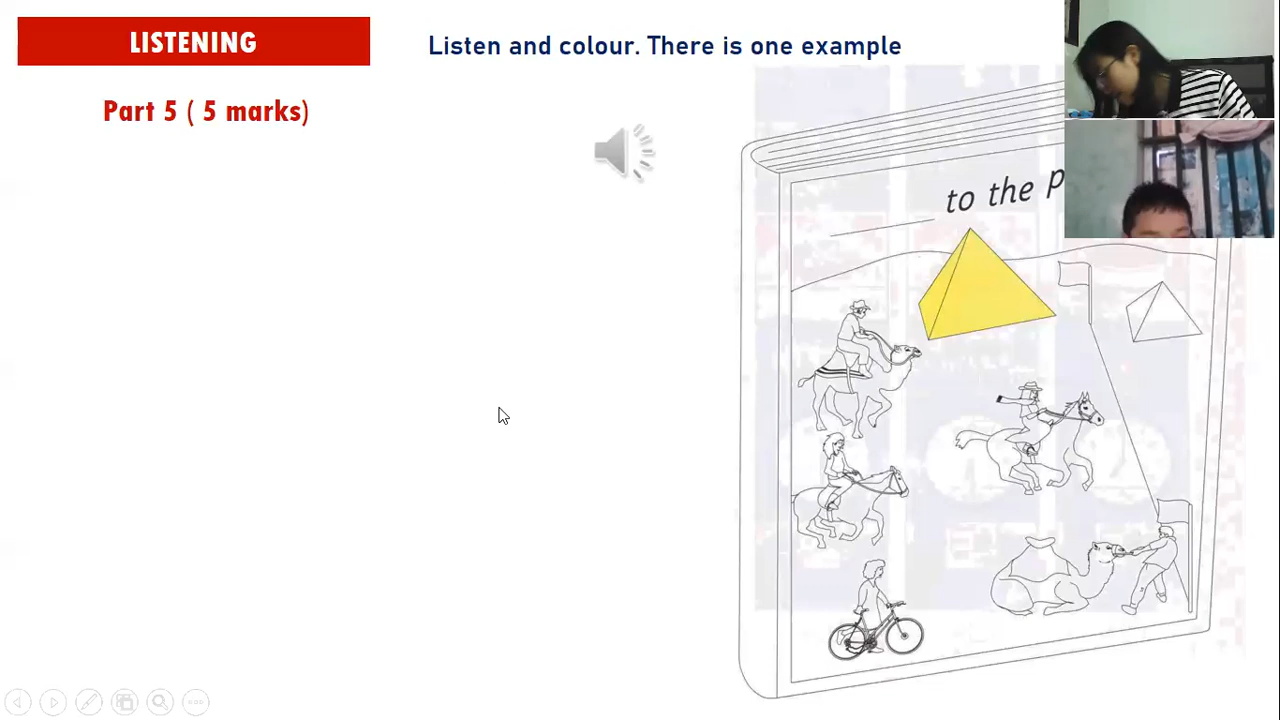 LISTENING
Listen and colour. There is one example
Part 5 ( 5 marks)
to the p